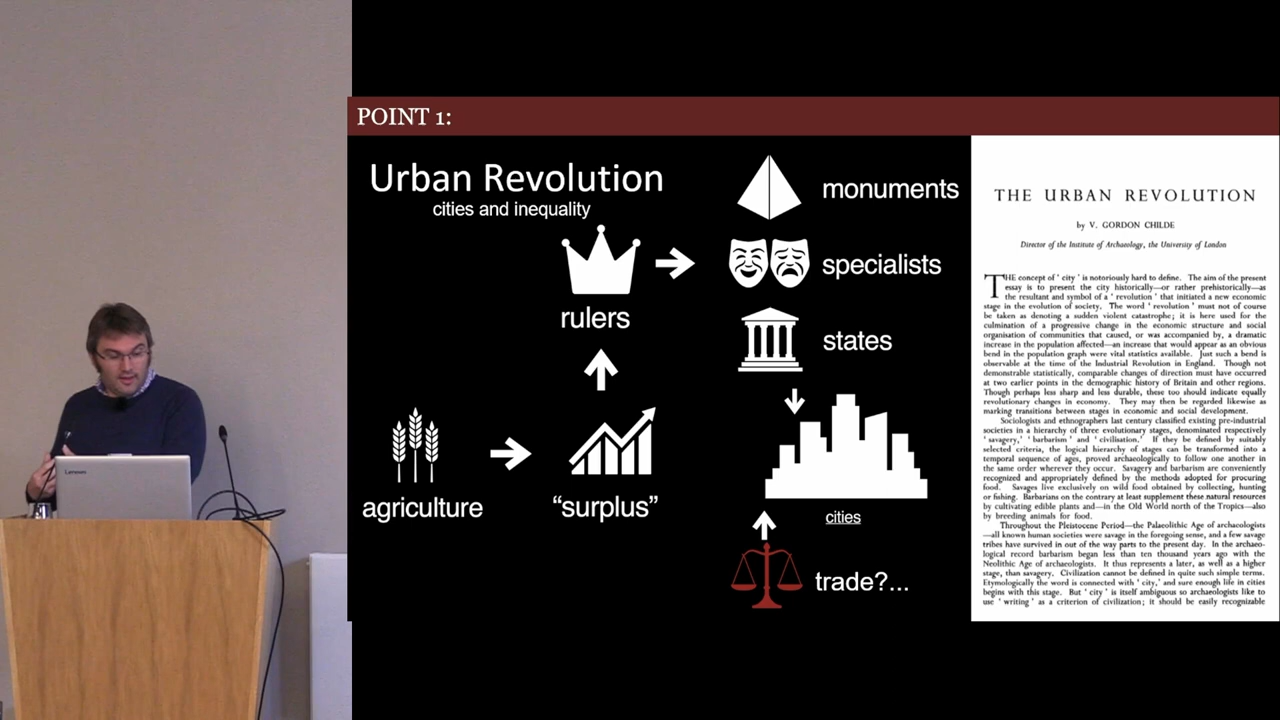 POINT 1:
Urban Revolution
cities and inequality
rulers
agriculture
“surplus”
monuments
specialists
states
cities
trade?...
THE URBAN REVOLUTION
by V. GORDON CHILDE
Director of the Institute of Archaeology, the University of London
THE concept of ‘ city ’ is notoriously hard to define. The aim of the present
essay is to present the city historically—or rather prehistorically—as
the resultant and symbol of a ‘ revolution ’ that initiated a new economic
stage in the evolution of society. The word ‘ revolution ’ must not of course
be taken as denoting a sudden violent catastrophe ; it is here used for the
culmination of a progressive change in the economic structure and social
organisation of communities that caused, or was accompanied by, a dramatic
increase in the population affected—an increase that would appear as an obvious
bend in the population graph were vital statistics available. Just such a bend is
observable at the time of the Industrial Revolution in England. Though not
demonstrable statistically, comparable changes of direction must have occurred
at two earlier points in the demographic history of Britain and other regions.
Though perhaps less sharp and less durable, these too should indicate equally
revolutionary changes in economy. They may then be regarded likewise as
marking transitions between stages in economic and social development.
Sociologists and ethnographers last century classified existing pre-industrial
societies in a hierarchy of three evolutionary stages, denominated respectively
‘ savagery,’ ‘ barbarism ’ and ‘ civilisation.’ If they be defined by suitably
selected criteria, the logical hierarchy of stages can be transformed into a
temporal sequence of ages, proved archaeologically to follow one another in
the same order wherever they occur. Savagery and barbarism are conveniently
recognized and appropriately defined by the methods adopted for procuring
food. Savages live exclusively on wild food obtained by collecting, hunting
or fishing. Barbarians on the contrary at least supplement these natural resources
by cultivating edible plants and—in the Old World north of the Tropics—also
by breeding animals for food.
Throughout the Pleistocene Period—the Palaeolithic Age of archaeologists
—all known human societies were savage in the foregoing sense, and a few savage
tribes have survived in out of the way parts to the present day. In the archaeo-
logical record barbarism began less than ten thousand years ago with the
Neolithic Age of archaeologists. It thus represents a later, as well as a higher
stage, than savagery. Civilization cannot be defined in quite such simple terms.
Etymologically the word is connected with ‘ city,’ and sure enough life in cities
begins with this stage. But ‘ city ’ is itself ambiguous so archaeologists like to
use ‘ writing ’ as a criterion of civilization ; it should be easily recognizable
Lenovo